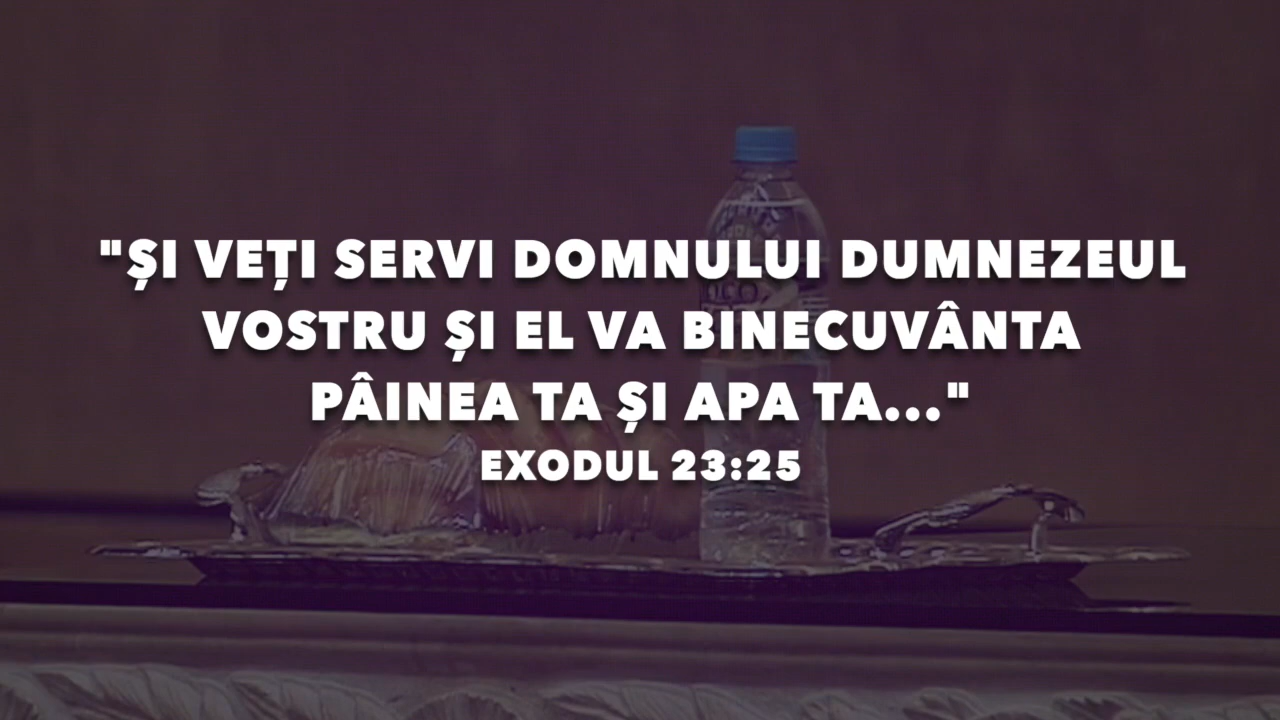 "ȘI VEȚI SERVI DOMNULUI DUMNEZEUL
VOSTRU ȘI EL VA BINECUVÂNTA
PÂINEA TA ȘI APA TA..."
EXODUL 23:25